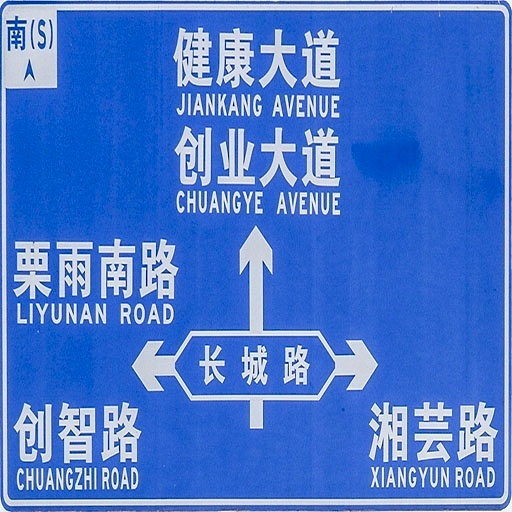 南(S)
健康大道
JIANKANG AVENUE
创业大道
CHUANGYE AVENUE
栗雨南路
LIYUNAN ROAD
长城路
创智路
CHUANGZHI ROAD
湘芸路
XIANGYUN ROAD